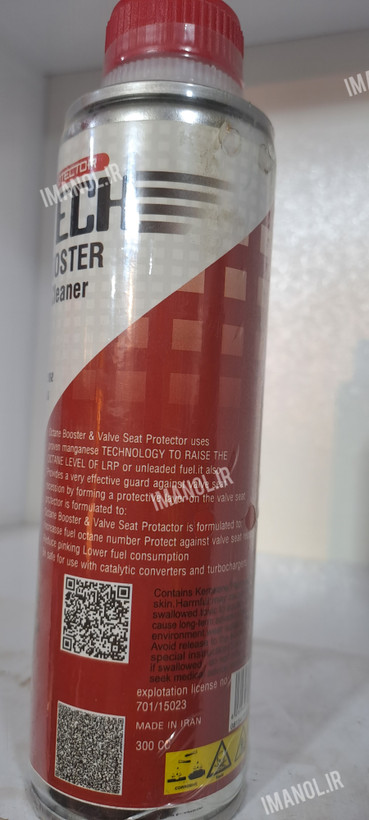 IMANOL.IR
IMANOL.IR
ECH
OSTER
Cleaner
Octane Booster & Valve Seat Protector uses
manganese TECHNOLOGY TO RAISE THE
OCTANE LEVEL OF LRP or unleaded fuel.it also
Provides a very effective guard against valve seat
by forming a protective layer on the valve seat
protector is formulated to:
Octane Booster & Valve Seat Protactor is formulated to:
fuel octane number Protect against valve seat
pinking Lower fuel consumption
safe for use with catalytic converters and turbochargers
IMANOL.IR
Contains
skin.Harmful
swallowed
cause long-
environment
Avoid release
special
if swallowed
seek medic
explotation license no
701/15023
MADE IN IRAN
300 CC
IMANOL.IR